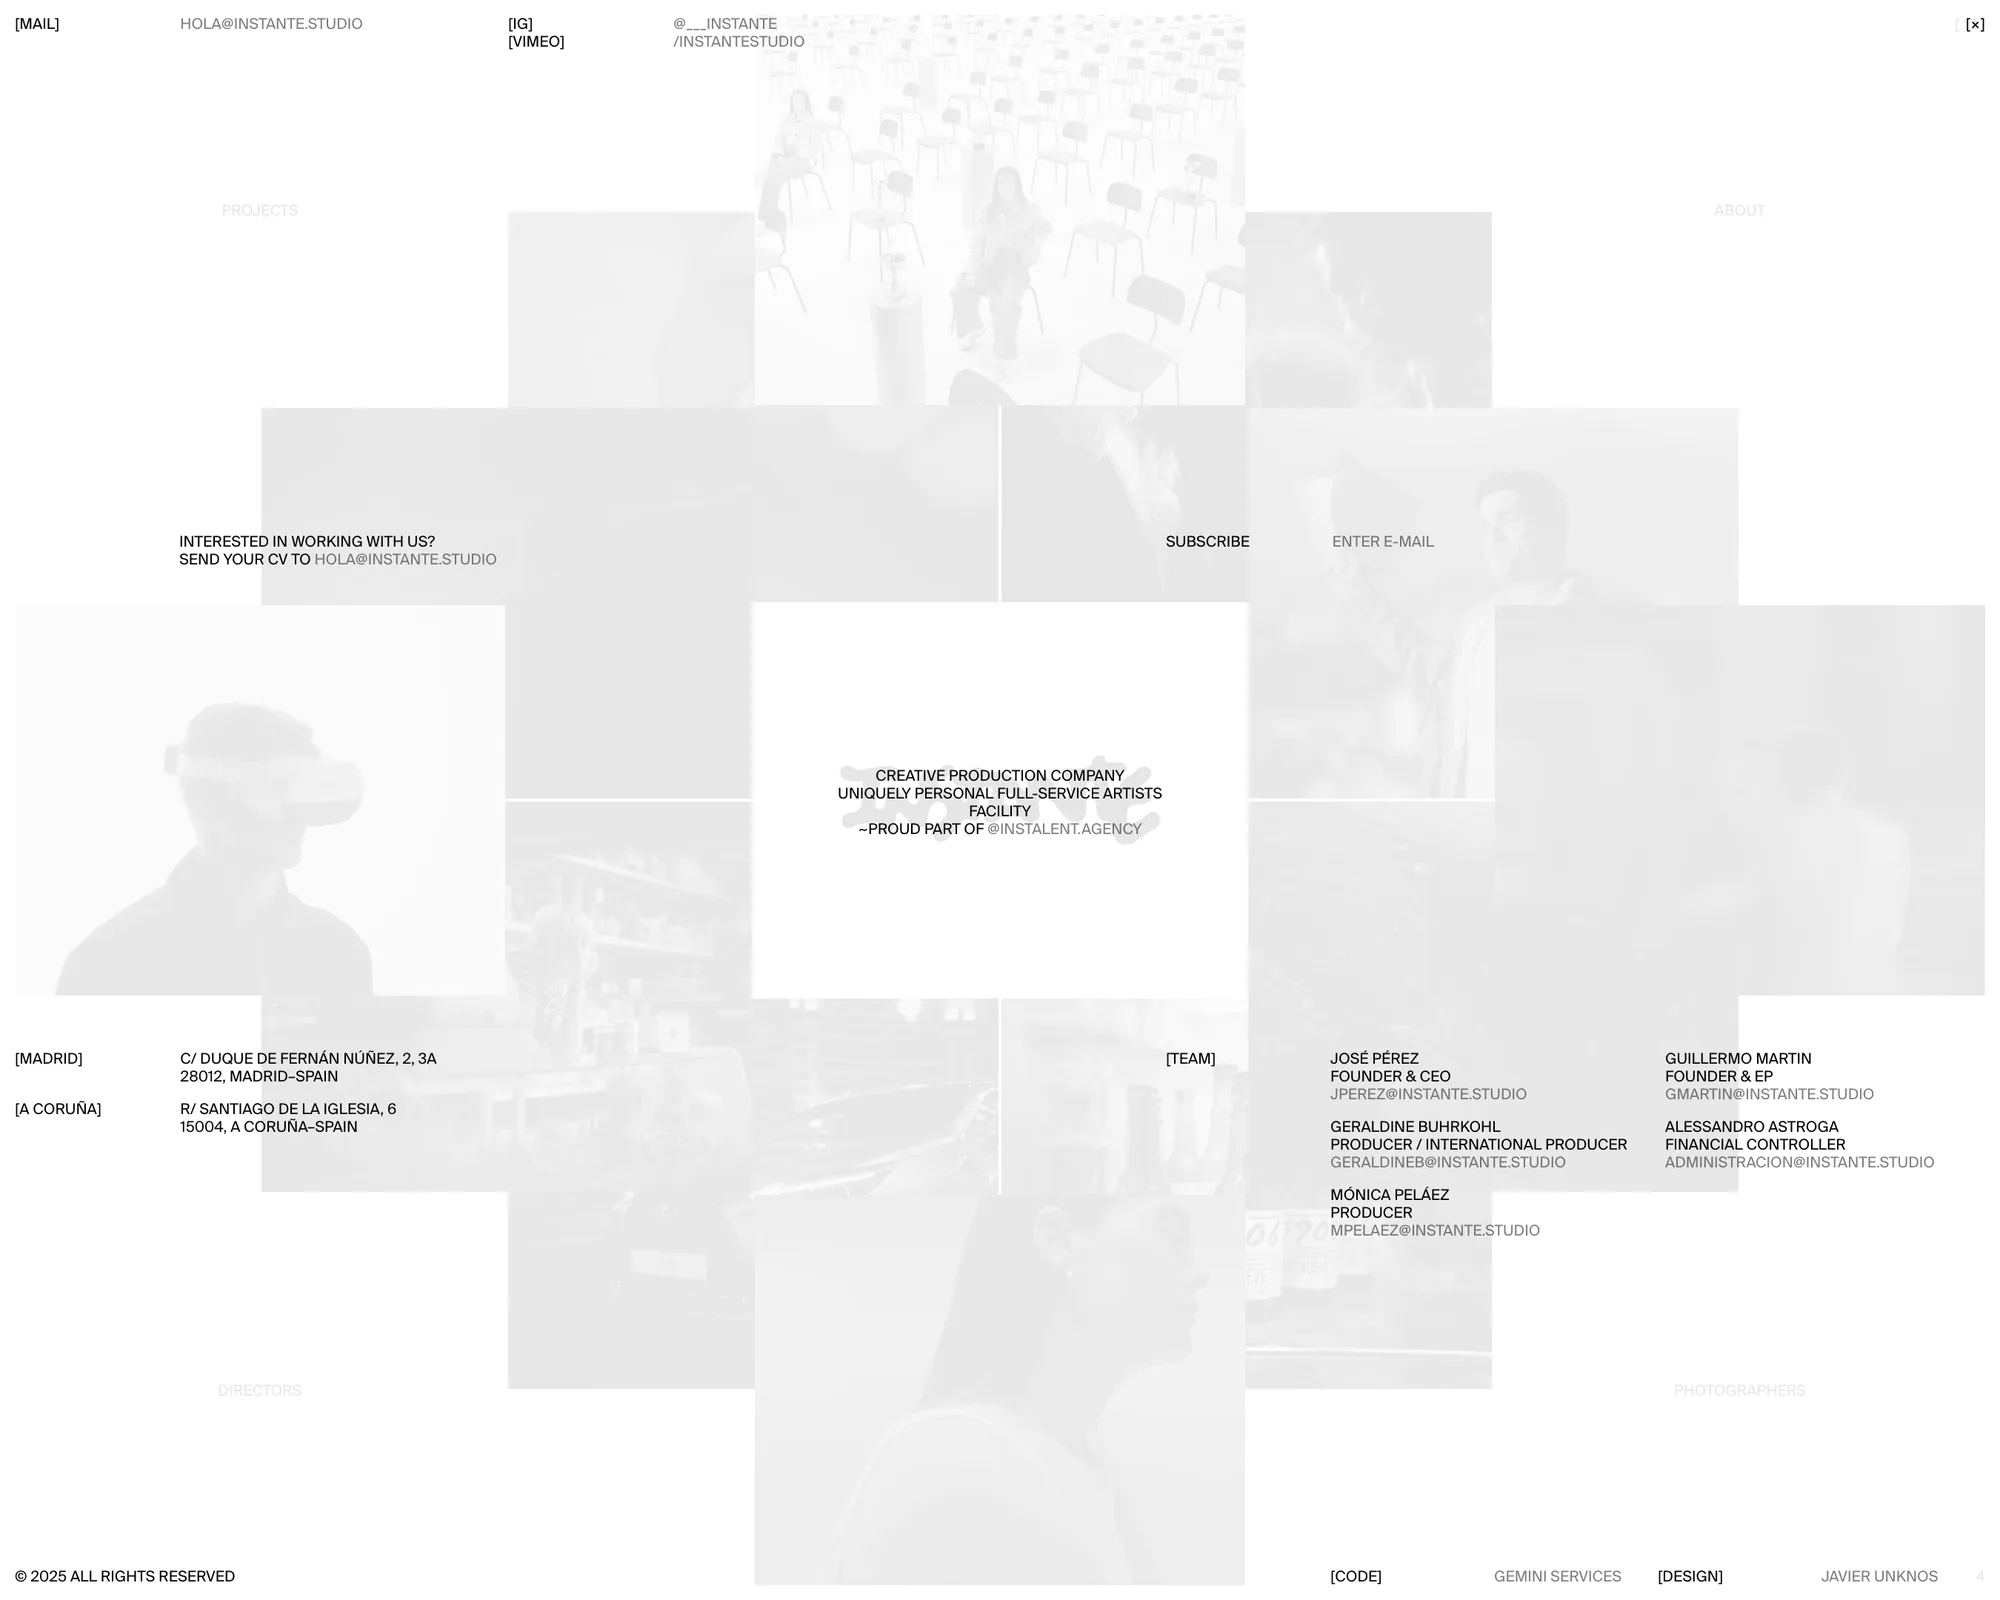 [MAIL] HOLA@INSTANTE.STUDIO
[IG] @___INSTANTE
[VIMEO] /INSTANTESTUDIO
[×]
PROJECTS
ABOUT
INTERESTED IN WORKING WITH US?
SEND YOUR CV TO HOLA@INSTANTE.STUDIO
SUBSCRIBE ENTER E-MAIL
CREATIVE PRODUCTION COMPANY
UNIQUELY PERSONAL FULL-SERVICE ARTISTS
FACILITY
~PROUD PART OF @INSTALENT.AGENCY
[MADRID] C/ DUQUE DE FERNÁN NÚÑEZ, 2, 3A
28012, MADRID–SPAIN
[A CORUÑA] R/ SANTIAGO DE LA IGLESIA, 6
15004, A CORUÑA–SPAIN
[TEAM]
JOSÉ PÉREZ
FOUNDER & CEO
JPEREZ@INSTANTE.STUDIO
GERALDINE BUHRKOHL
PRODUCER / INTERNATIONAL PRODUCER
GERALDINEB@INSTANTE.STUDIO
MÓNICA PELÁEZ
PRODUCER
MPELAEZ@INSTANTE.STUDIO
GUILLERMO MARTIN
FOUNDER & EP
GMARTIN@INSTANTE.STUDIO
ALESSANDRO ASTROGA
FINANCIAL CONTROLLER
ADMINISTRACION@INSTANTE.STUDIO
DIRECTORS
PHOTOGRAPHERS
© 2025 ALL RIGHTS RESERVED
[CODE] GEMINI SERVICES [DESIGN] JAVIER UNKNOS 4